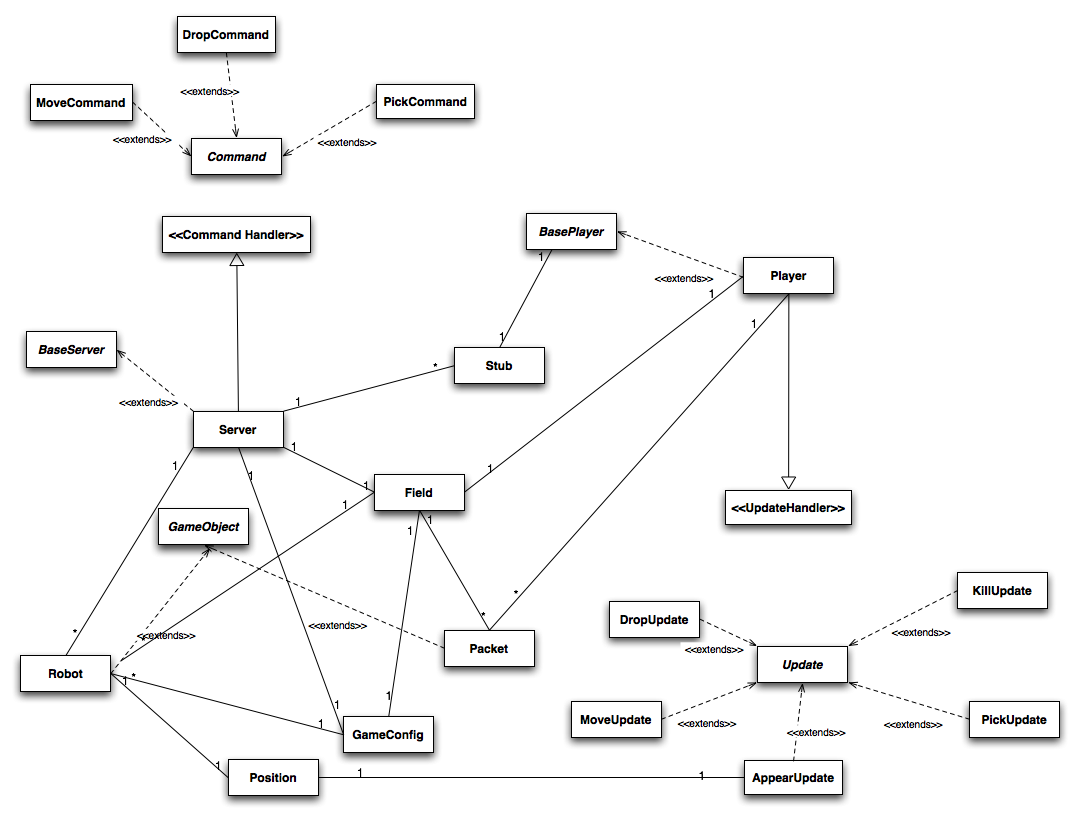 DropCommand
MoveCommand
<<extends>>
PickCommand
<<extends>>
<<extends>>
Command
<<Command Handler>>
BasePlayer
1
<<extends>>
Player
1
1
BaseServer
1
Stub
*
<<extends>>
1
Server
1
1
1
1
1
Field
1
1
1
1
<<UpdateHandler>>
GameObject
*
*
<<extends>>
*
<<extends>>
Packet
*
Robot
1
*
1
1
1
GameConfig
1
Position
1
1
KillUpdate
DropUpdate
<<extends>>
<<extends>>
Update
MoveUpdate
<<extends>>
<<extends>>
<<extends>>
PickUpdate
AppearUpdate